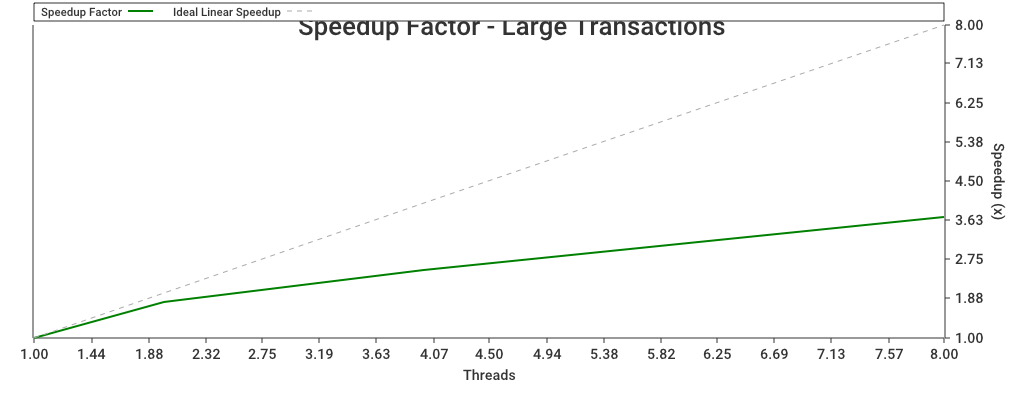 Speedup Factor Ideal Linear Speedup
Speedup Factor - Large Transactions
8.00
7.13
6.25
5.38
4.50
3.63
2.75
1.88
1.00
Speedup (x)
1.00 1.44 1.88 2.32 2.75 3.19 3.63 4.07 4.50 4.94 5.38 5.82 6.25 6.69 7.13 7.57 8.00
Threads